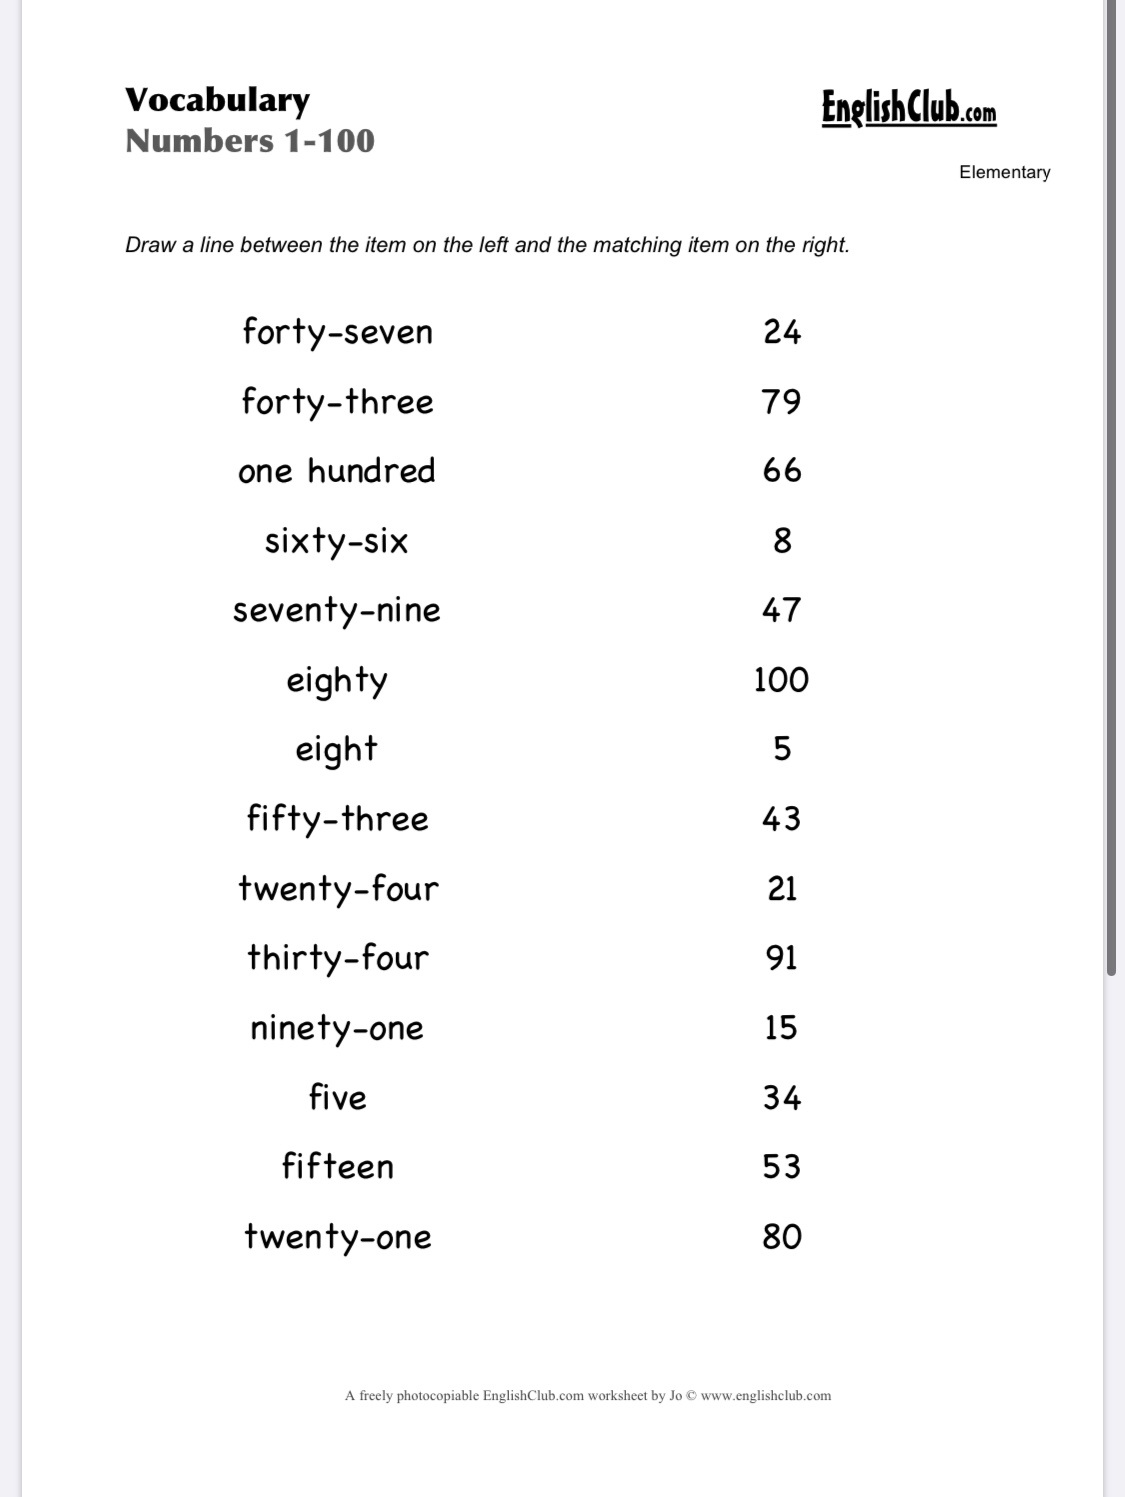 Vocabulary
EnglishClub.com
Numbers 1-100
Elementary
Draw a line between the item on the left and the matching item on the right.
forty-seven 24
forty-three 79
one hundred 66
sixty-six 8
seventy-nine 47
eighty 100
eight 5
fifty-three 43
twenty-four 21
thirty-four 91
ninety-one 15
five 34
fifteen 53
twenty-one 80
A freely photocopiable EnglishClub.com worksheet by Jo © www.englishclub.com